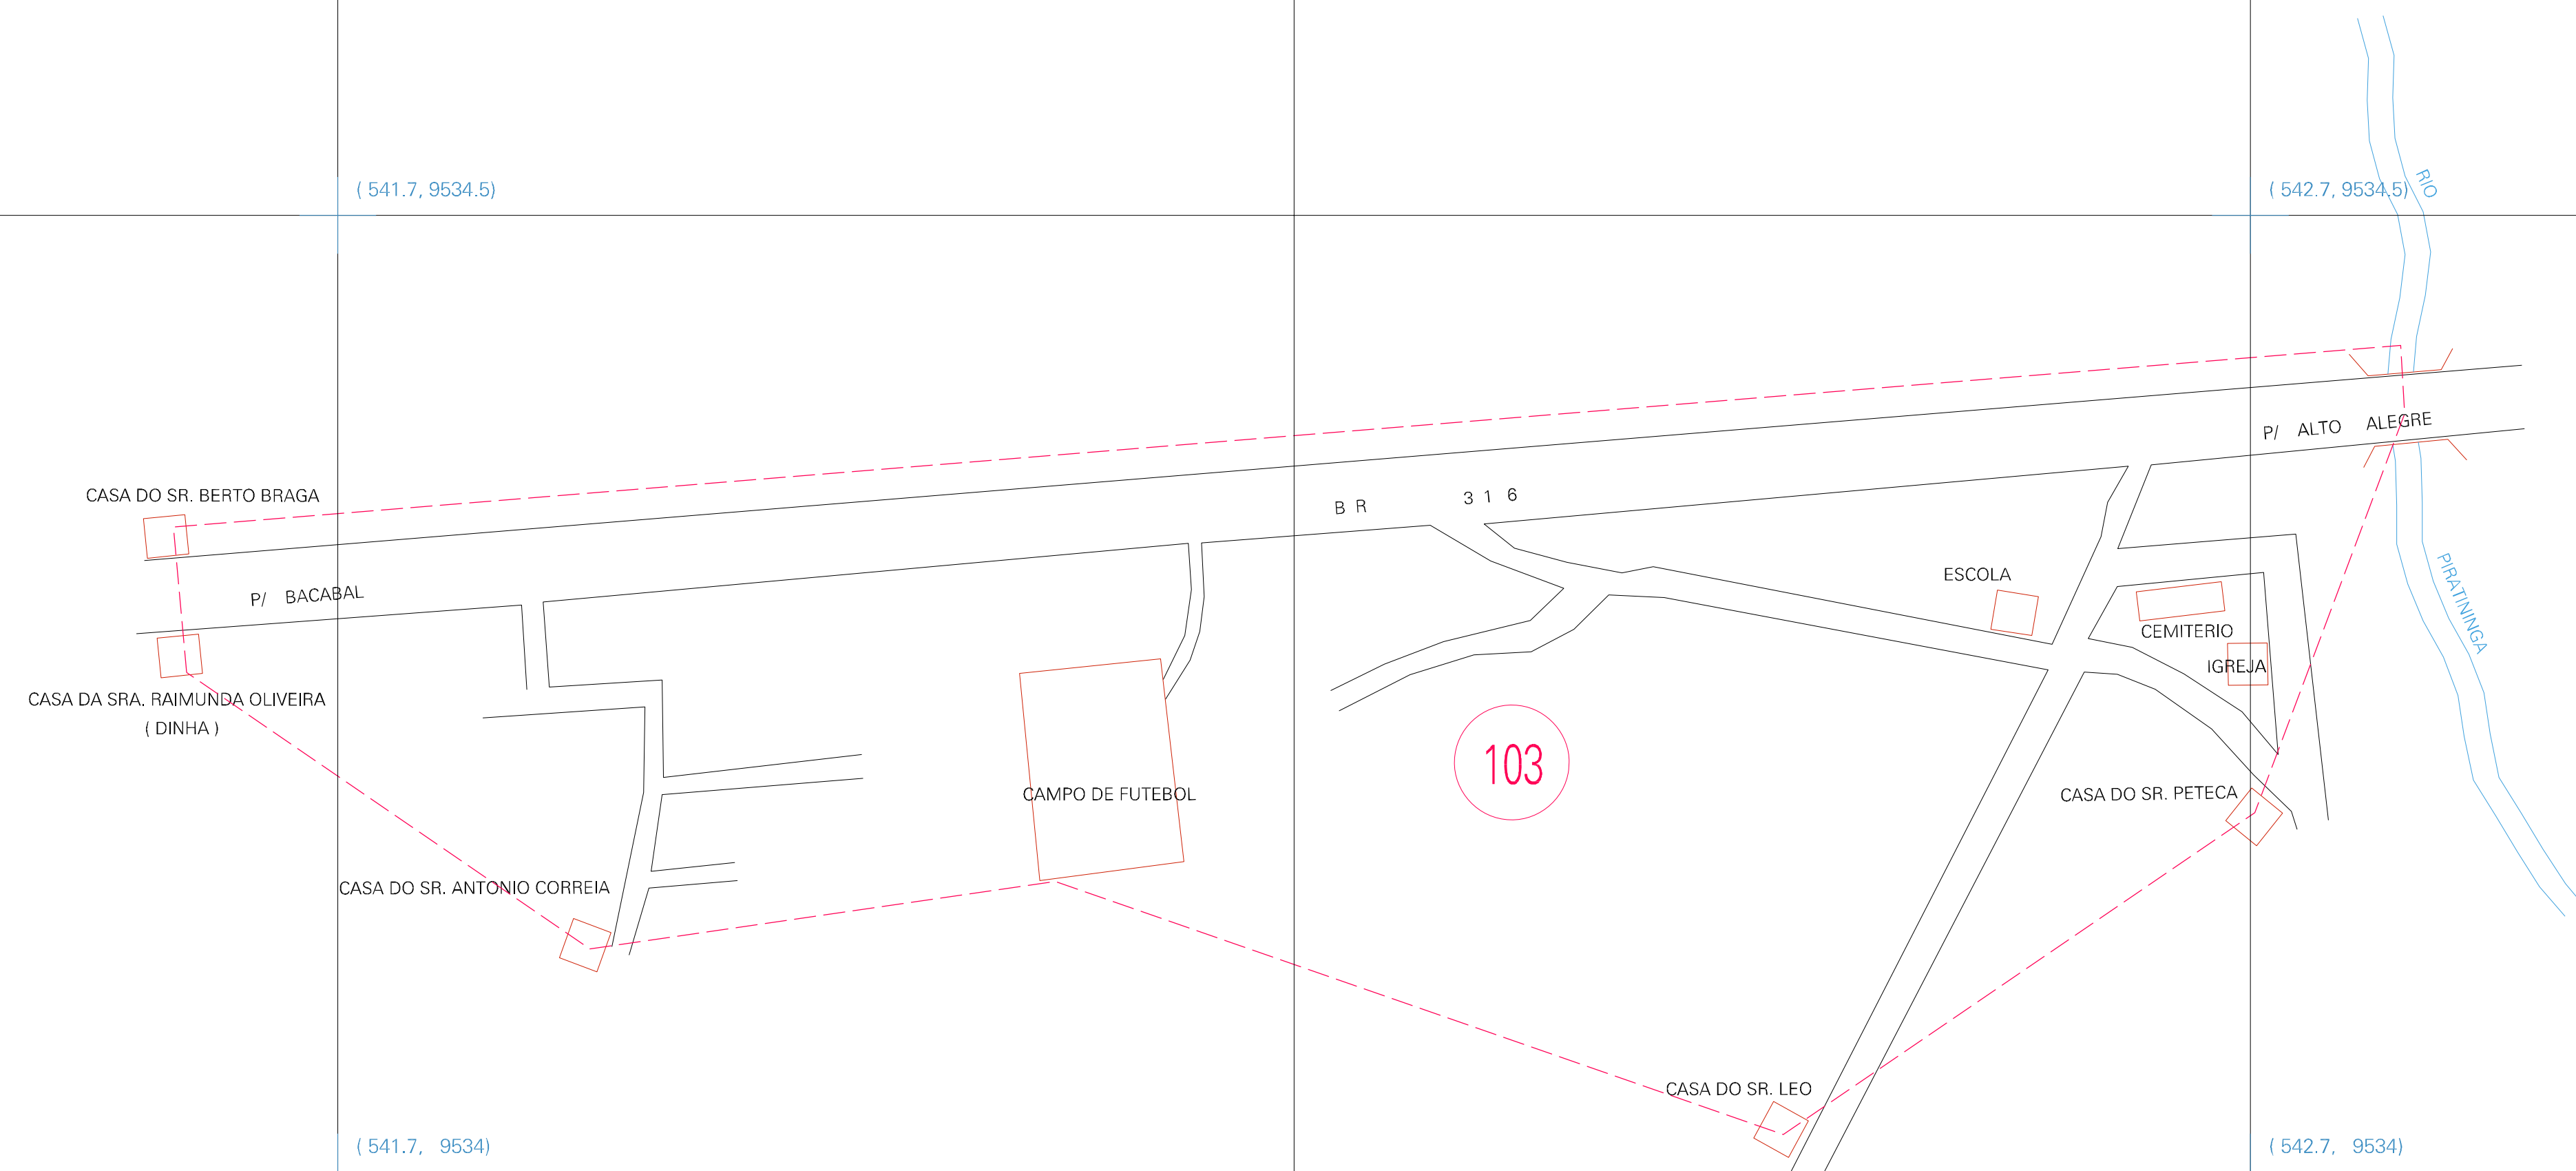 ( 541.7, 9534.5)
( 542.7, 9534.5)
RIO
P/ ALTO ALEGRE
CASA DO SR. BERTO BRAGA
B R 3 1 6
P/ BACABAL
ESCOLA
PIRATININGA
CEMITERIO
IGREJA
CASA DA SRA. RAIMUNDA OLIVEIRA
( DINHA )
103
CAMPO DE FUTEBOL
CASA DO SR. PETECA
CASA DO SR. ANTONIO CORREIA
CASA DO SR. LEO
( 541.7, 9534)
( 542.7, 9534)